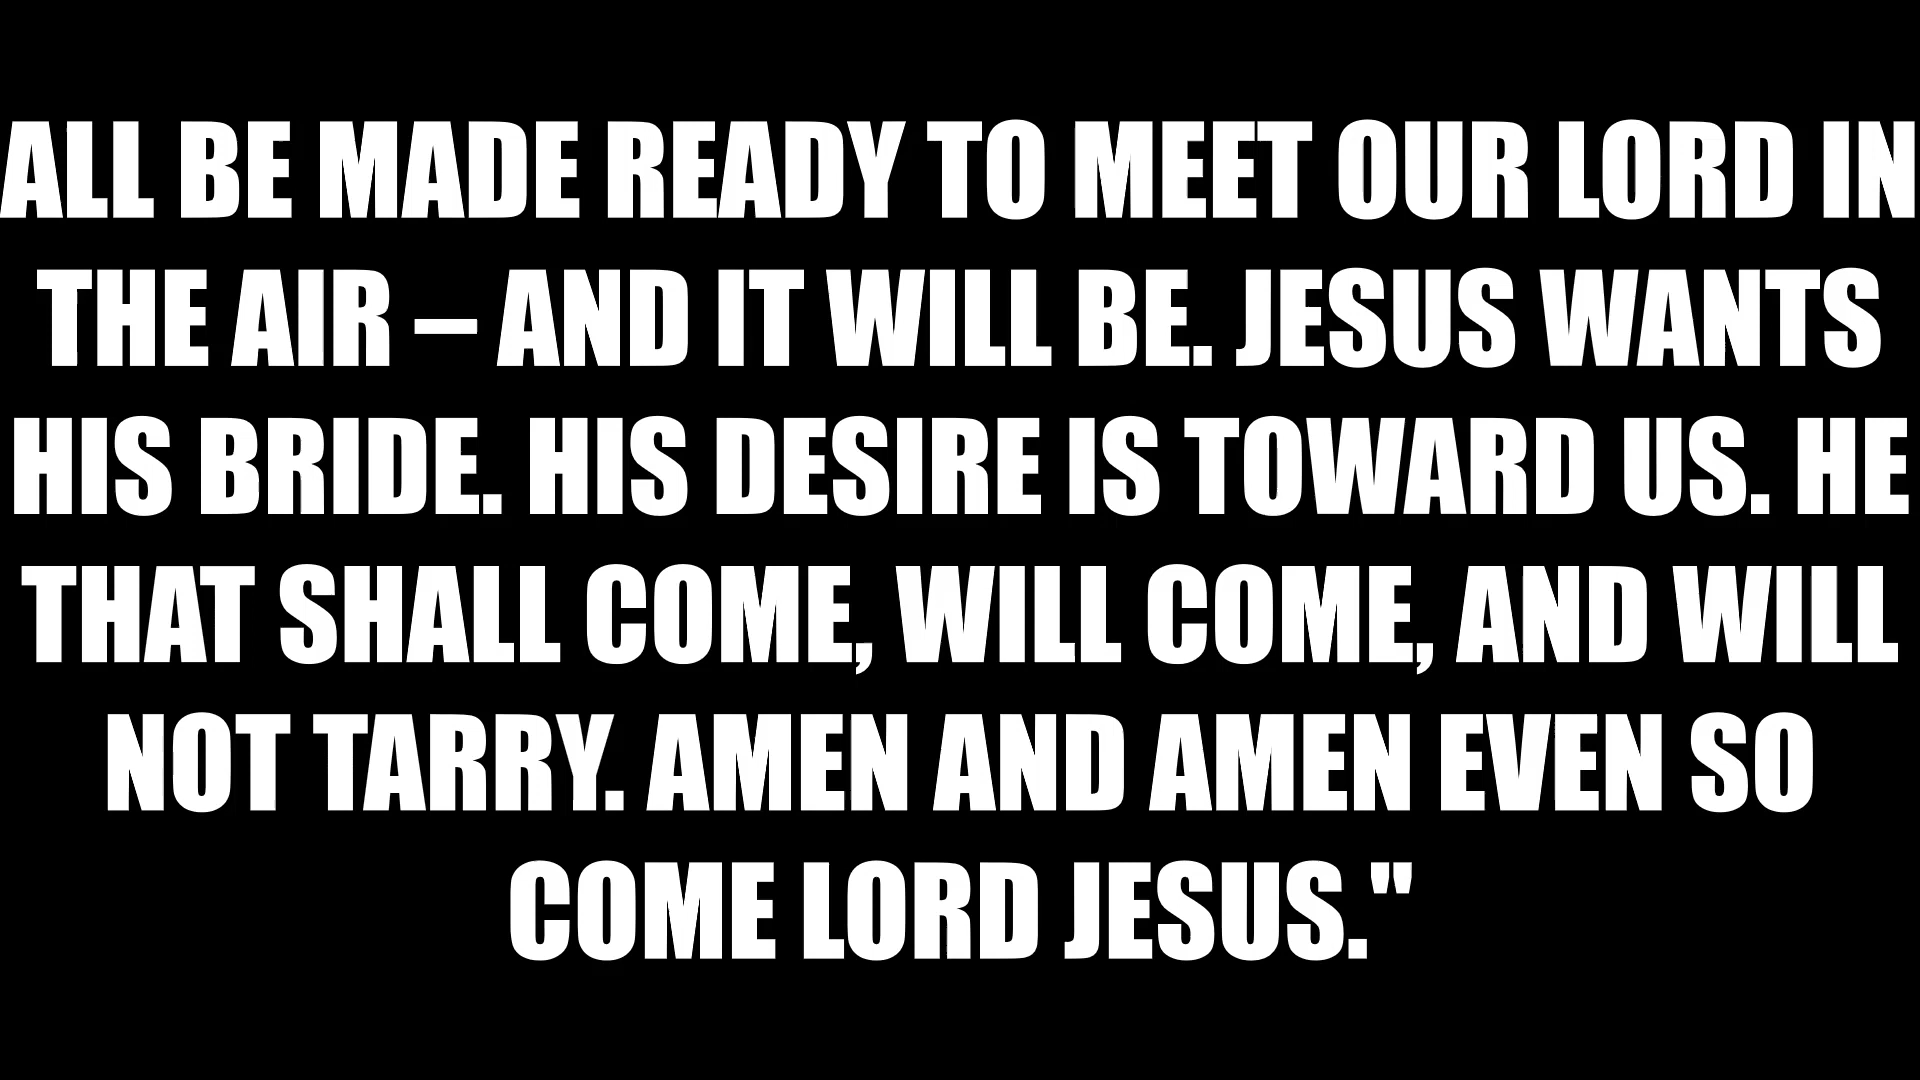 ALL BE MADE READY TO MEET OUR LORD IN
THE AIR – AND IT WILL BE. JESUS WANTS
HIS BRIDE. HIS DESIRE IS TOWARD US. HE
THAT SHALL COME, WILL COME, AND WILL
NOT TARRY. AMEN AND AMEN EVEN SO
COME LORD JESUS."